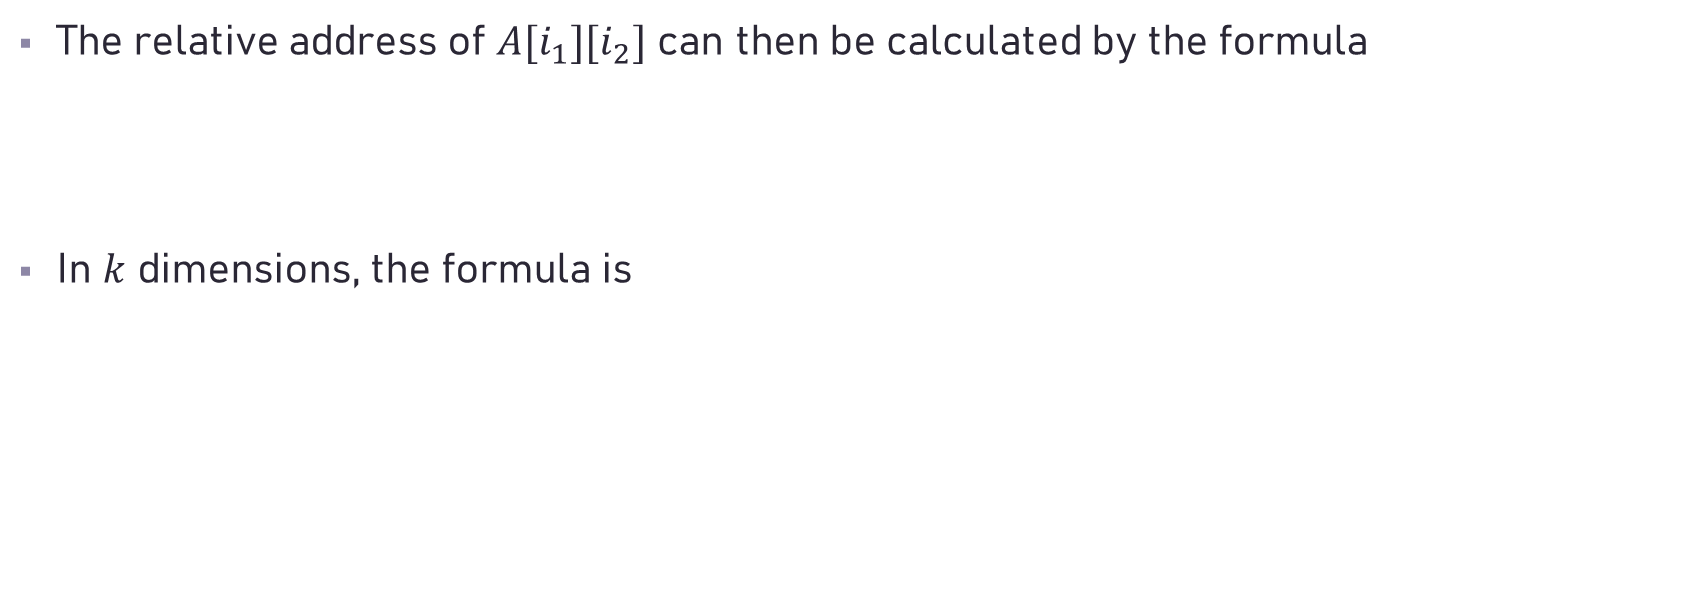 ▪ The relative address of A[i₁][i₂] can then be calculated by the formula
▪ In k dimensions, the formula is